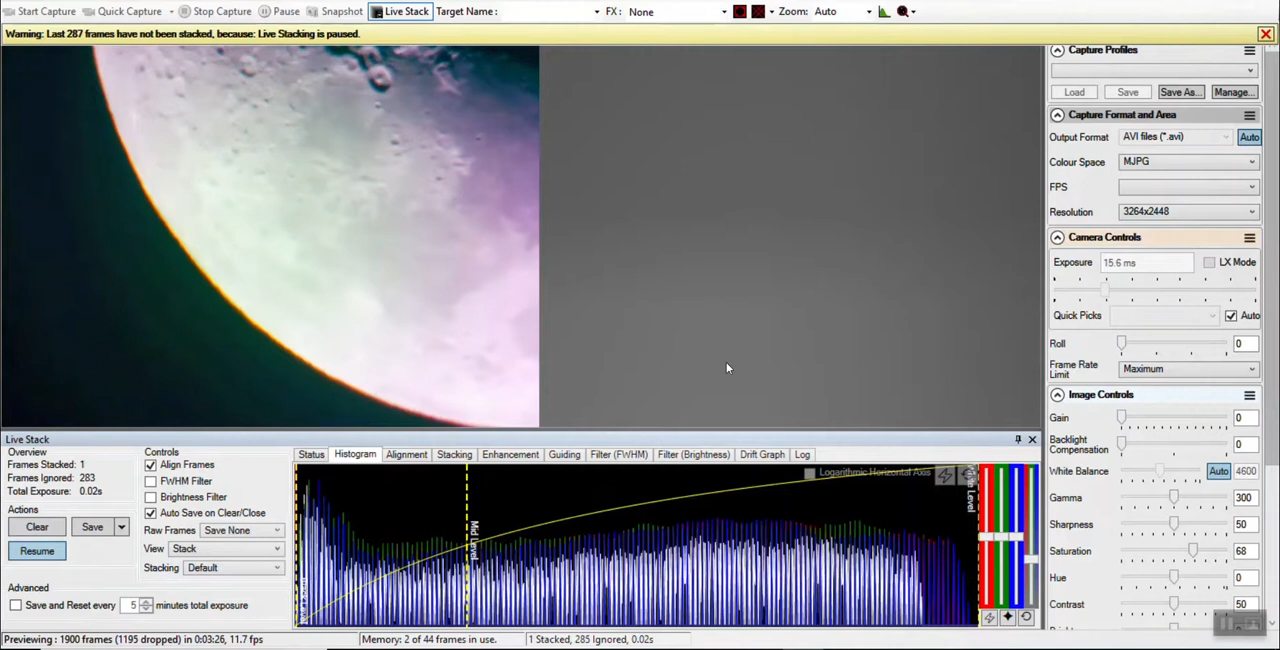 Start Capture Quick Capture Stop Capture Pause Snapshot Live Stack Target Name : FX : None Zoom: Auto
Warning: Last 287 frames have not been stacked, because: Live Stacking is paused.
Capture Profiles
Load Save Save As... Manage...
Capture Format and Area
Output Format AVI files (*.avi) Auto
Colour Space MJPG
FPS
Resolution 3264x2448
Camera Controls
Exposure 15.6 ms LX Mode
Quick Picks Auto
Roll 0
Frame Rate Limit Maximum
Image Controls
Gain 0
Backlight Compensation 0
White Balance Auto 4600
Gamma 300
Sharpness 50
Saturation 68
Hue 0
Contrast 50
Live Stack
Overview
Frames Stacked: 1
Frames Ignored: 283
Total Exposure: 0.02s
Actions
Clear Save
Resume
Controls
Align Frames
FWHM Filter
Brightness Filter
Auto Save on Clear/Close
Raw Frames Save None
View Stack
Stacking Default
Advanced
Save and Reset every 5 minutes total exposure
Status Histogram Alignment Stacking Enhancement Guiding Filter (FWHM) Filter (Brightness) Drift Graph Log
Logarithmic Horizontal Axis
Mid Level
Previewing : 1900 frames (1195 dropped) in 0:03:26, 11.7 fps Memory: 2 of 44 frames in use. 1 Stacked, 285 Ignored, 0.02s